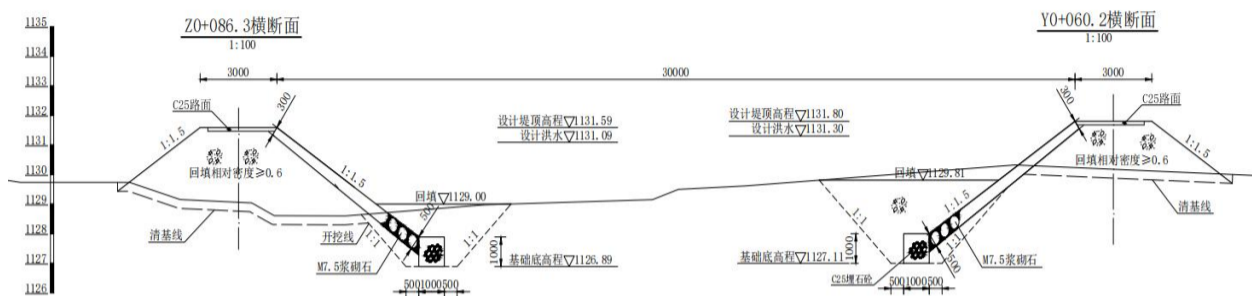 1135
1134
1133
1132
1131
1130
1129
1128
1127
1126
Z0+086.3横断面
1:100
3000
C25路面
300
1:1.5
回填相对密度≥0.6
1:1.5
清基线
开挖线
1:1
M7.5浆砌石
500
1:1
1000
500 1000 500
回填▽1129.00
基础底高程▽1126.89
30000
设计堤顶高程▽1131.59
设计洪水▽1131.09
设计堤顶高程▽1131.80
设计洪水▽1131.30
回填▽1129.81
1:1
基础底高程▽1127.11
1000
C25埋石砼
500 1000 500
500
1:1
M7.5浆砌石
1:1.5
Y0+060.2横断面
1:100
3000
300
C25路面
1:1.5
回填相对密度≥0.6
清基线